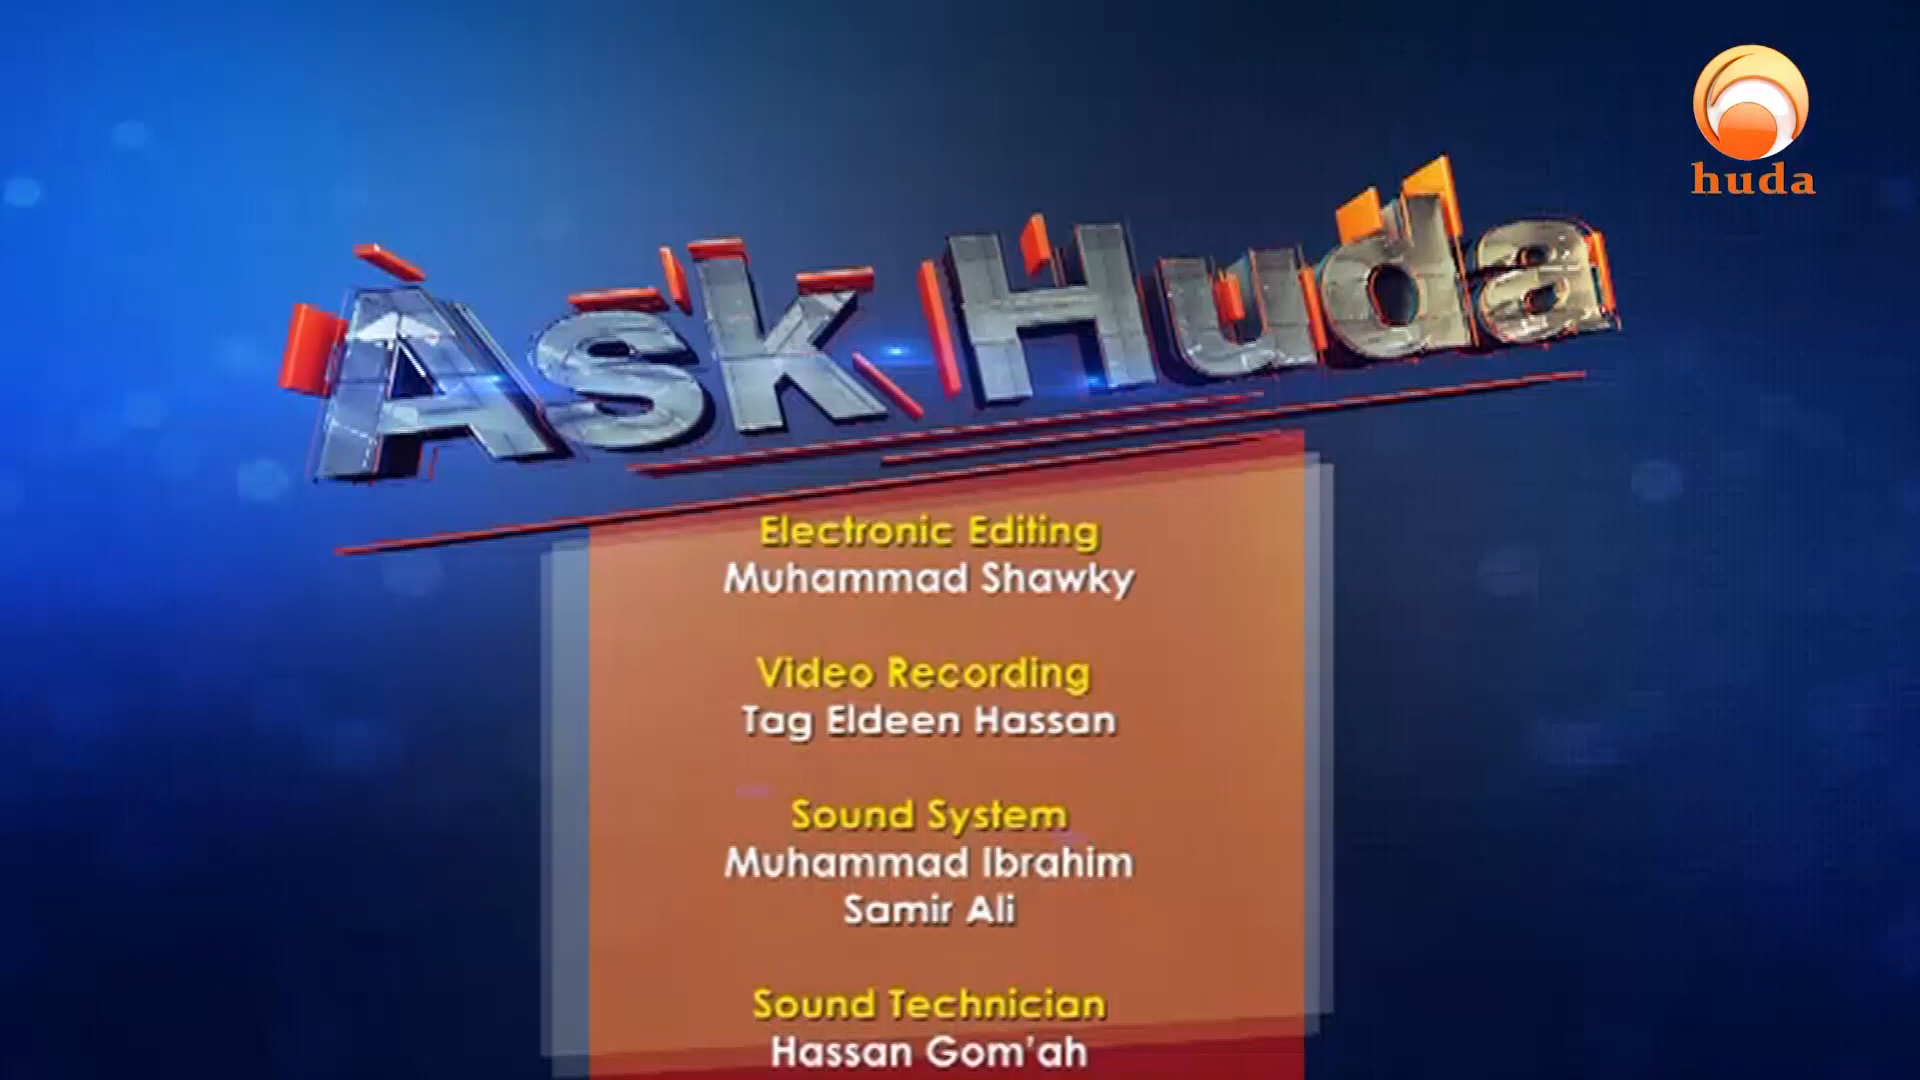 huda
Ask Huda
Electronic Editing
Muhammad Shawky
Video Recording
Tag Eldeen Hassan
Sound System
Muhammad Ibrahim
Samir Ali
Sound Technician
Hassan Gom'ah